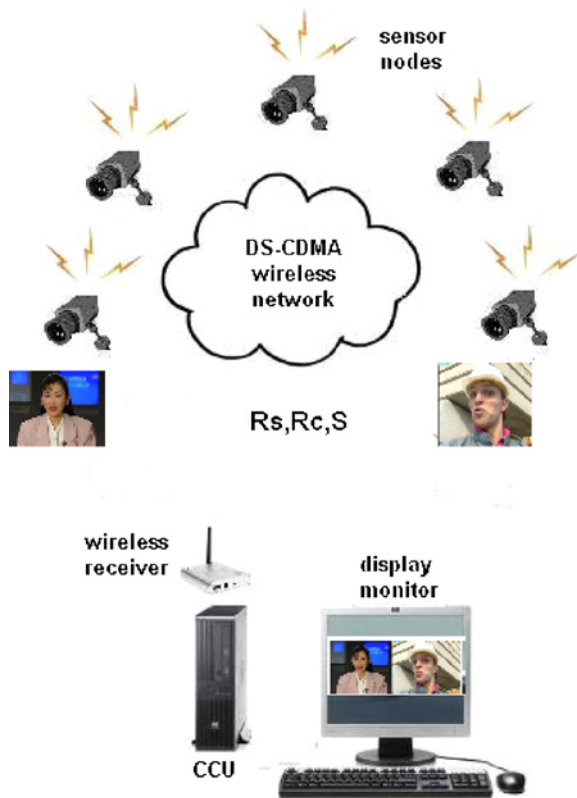 sensor
nodes
DS-CDMA
wireless
network
Rs,Rc,S
wireless
receiver
display
monitor
CCU